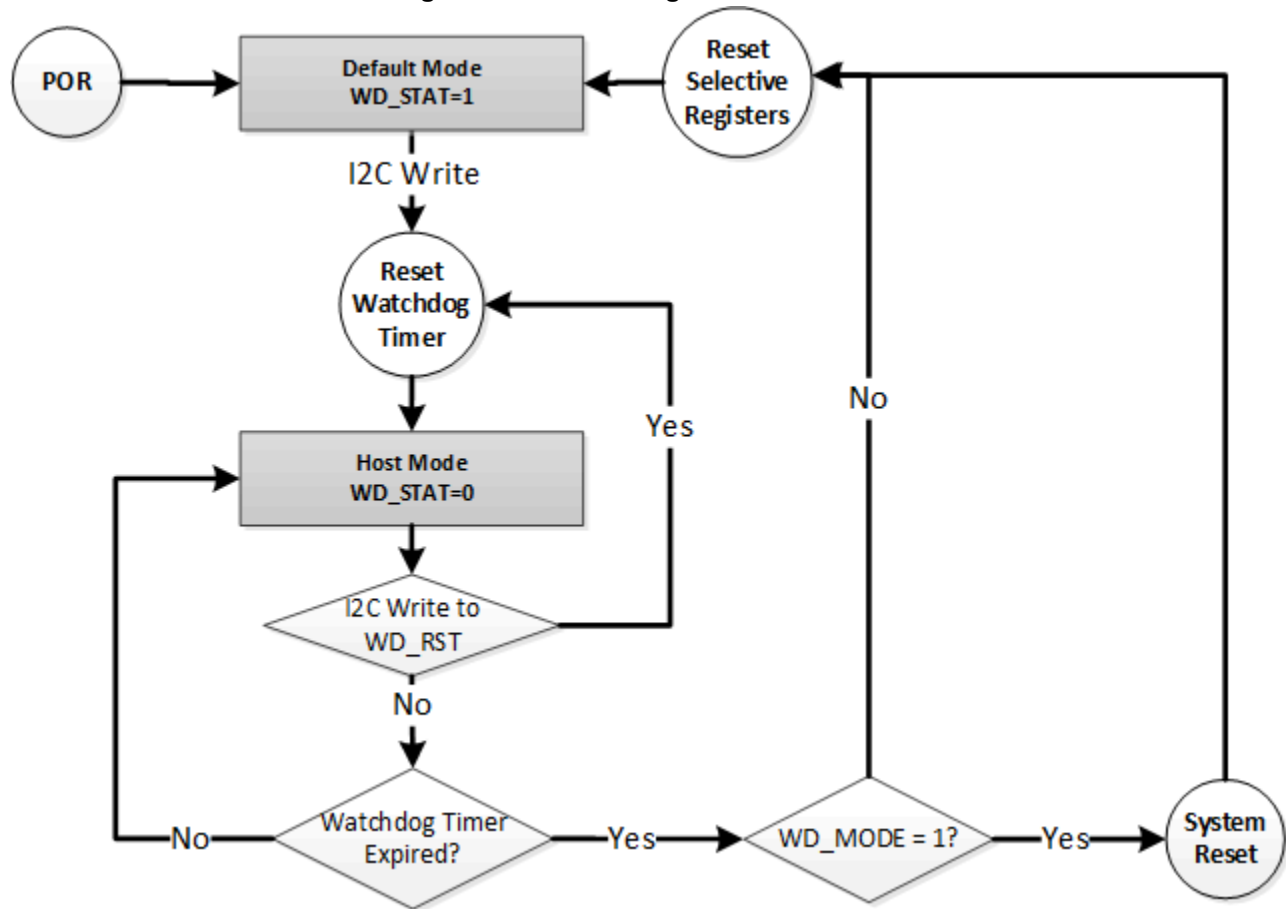 POR
Default Mode
WD_STAT=1
Reset
Selective
Registers
I2C Write
Reset
Watchdog
Timer
Yes
No
Host Mode
WD_STAT=0
I2C Write to
WD_RST
No
No
Watchdog Timer
Expired?
Yes
WD_MODE = 1?
Yes
System
Reset